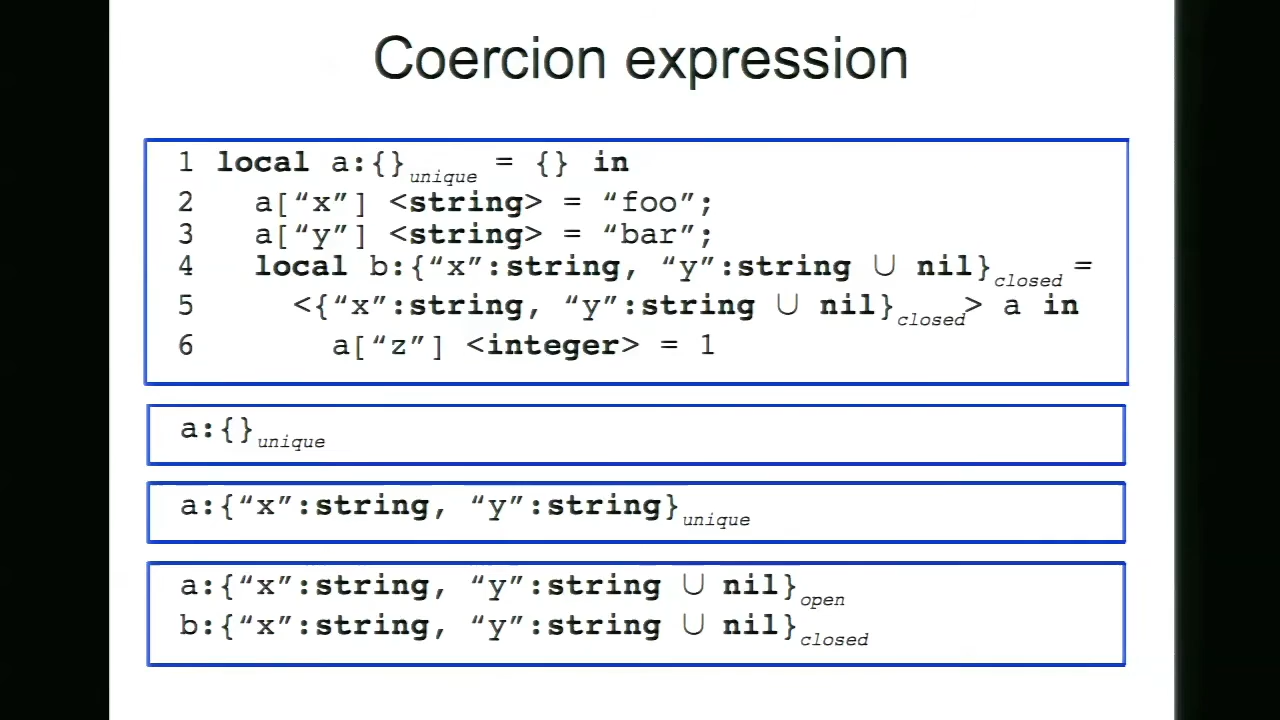 Coercion expression
1 local a:{}unique = {} in
2 a[“x”] <string> = “foo”;
3 a[“y”] <string> = “bar”;
4 local b:{“x”:string, “y”:string ∪ nil}closed =
5 <{“x”:string, “y”:string ∪ nil}closed> a in
6 a[“z”] <integer> = 1
a:{}unique
a:{“x”:string, “y”:string}unique
a:{“x”:string, “y”:string ∪ nil}open
b:{“x”:string, “y”:string ∪ nil}closed